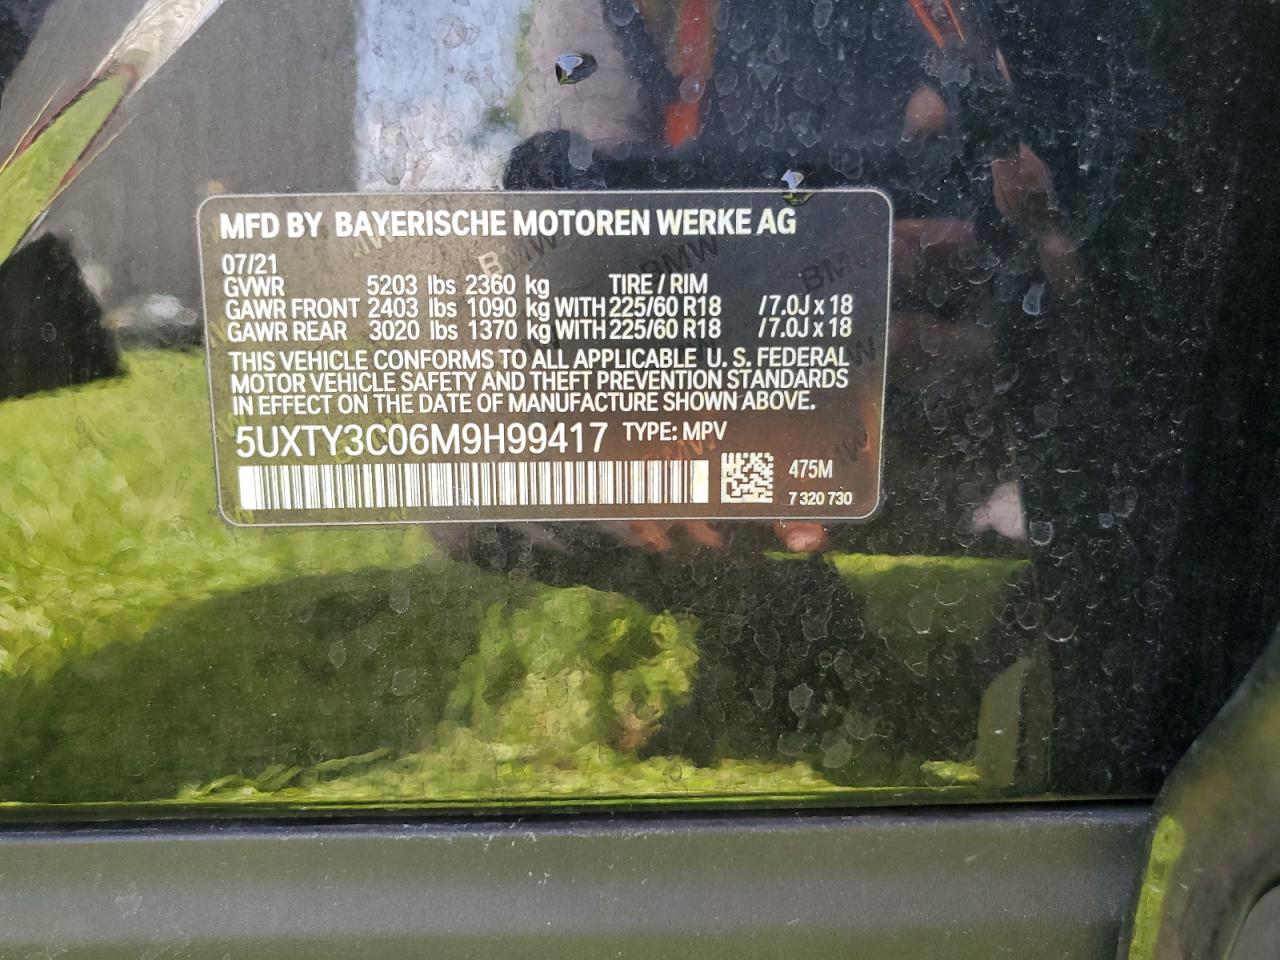 MFD BY BAYERISCHE MOTOREN WERKE AG
07/21
GVWR 5203 lbs 2360 kg TIRE / RIM
GAWR FRONT 2403 lbs 1090 kg WITH 225/60 R18 /7.0J x 18
GAWR REAR 3020 lbs 1370 kg WITH 225/60 R18 /7.0J x 18
THIS VEHICLE CONFORMS TO ALL APPLICABLE U. S. FEDERAL
MOTOR VEHICLE SAFETY AND THEFT PREVENTION STANDARDS
IN EFFECT ON THE DATE OF MANUFACTURE SHOWN ABOVE.
5UXTY3C06M9H99417 TYPE: MPV
475M
7 320 730